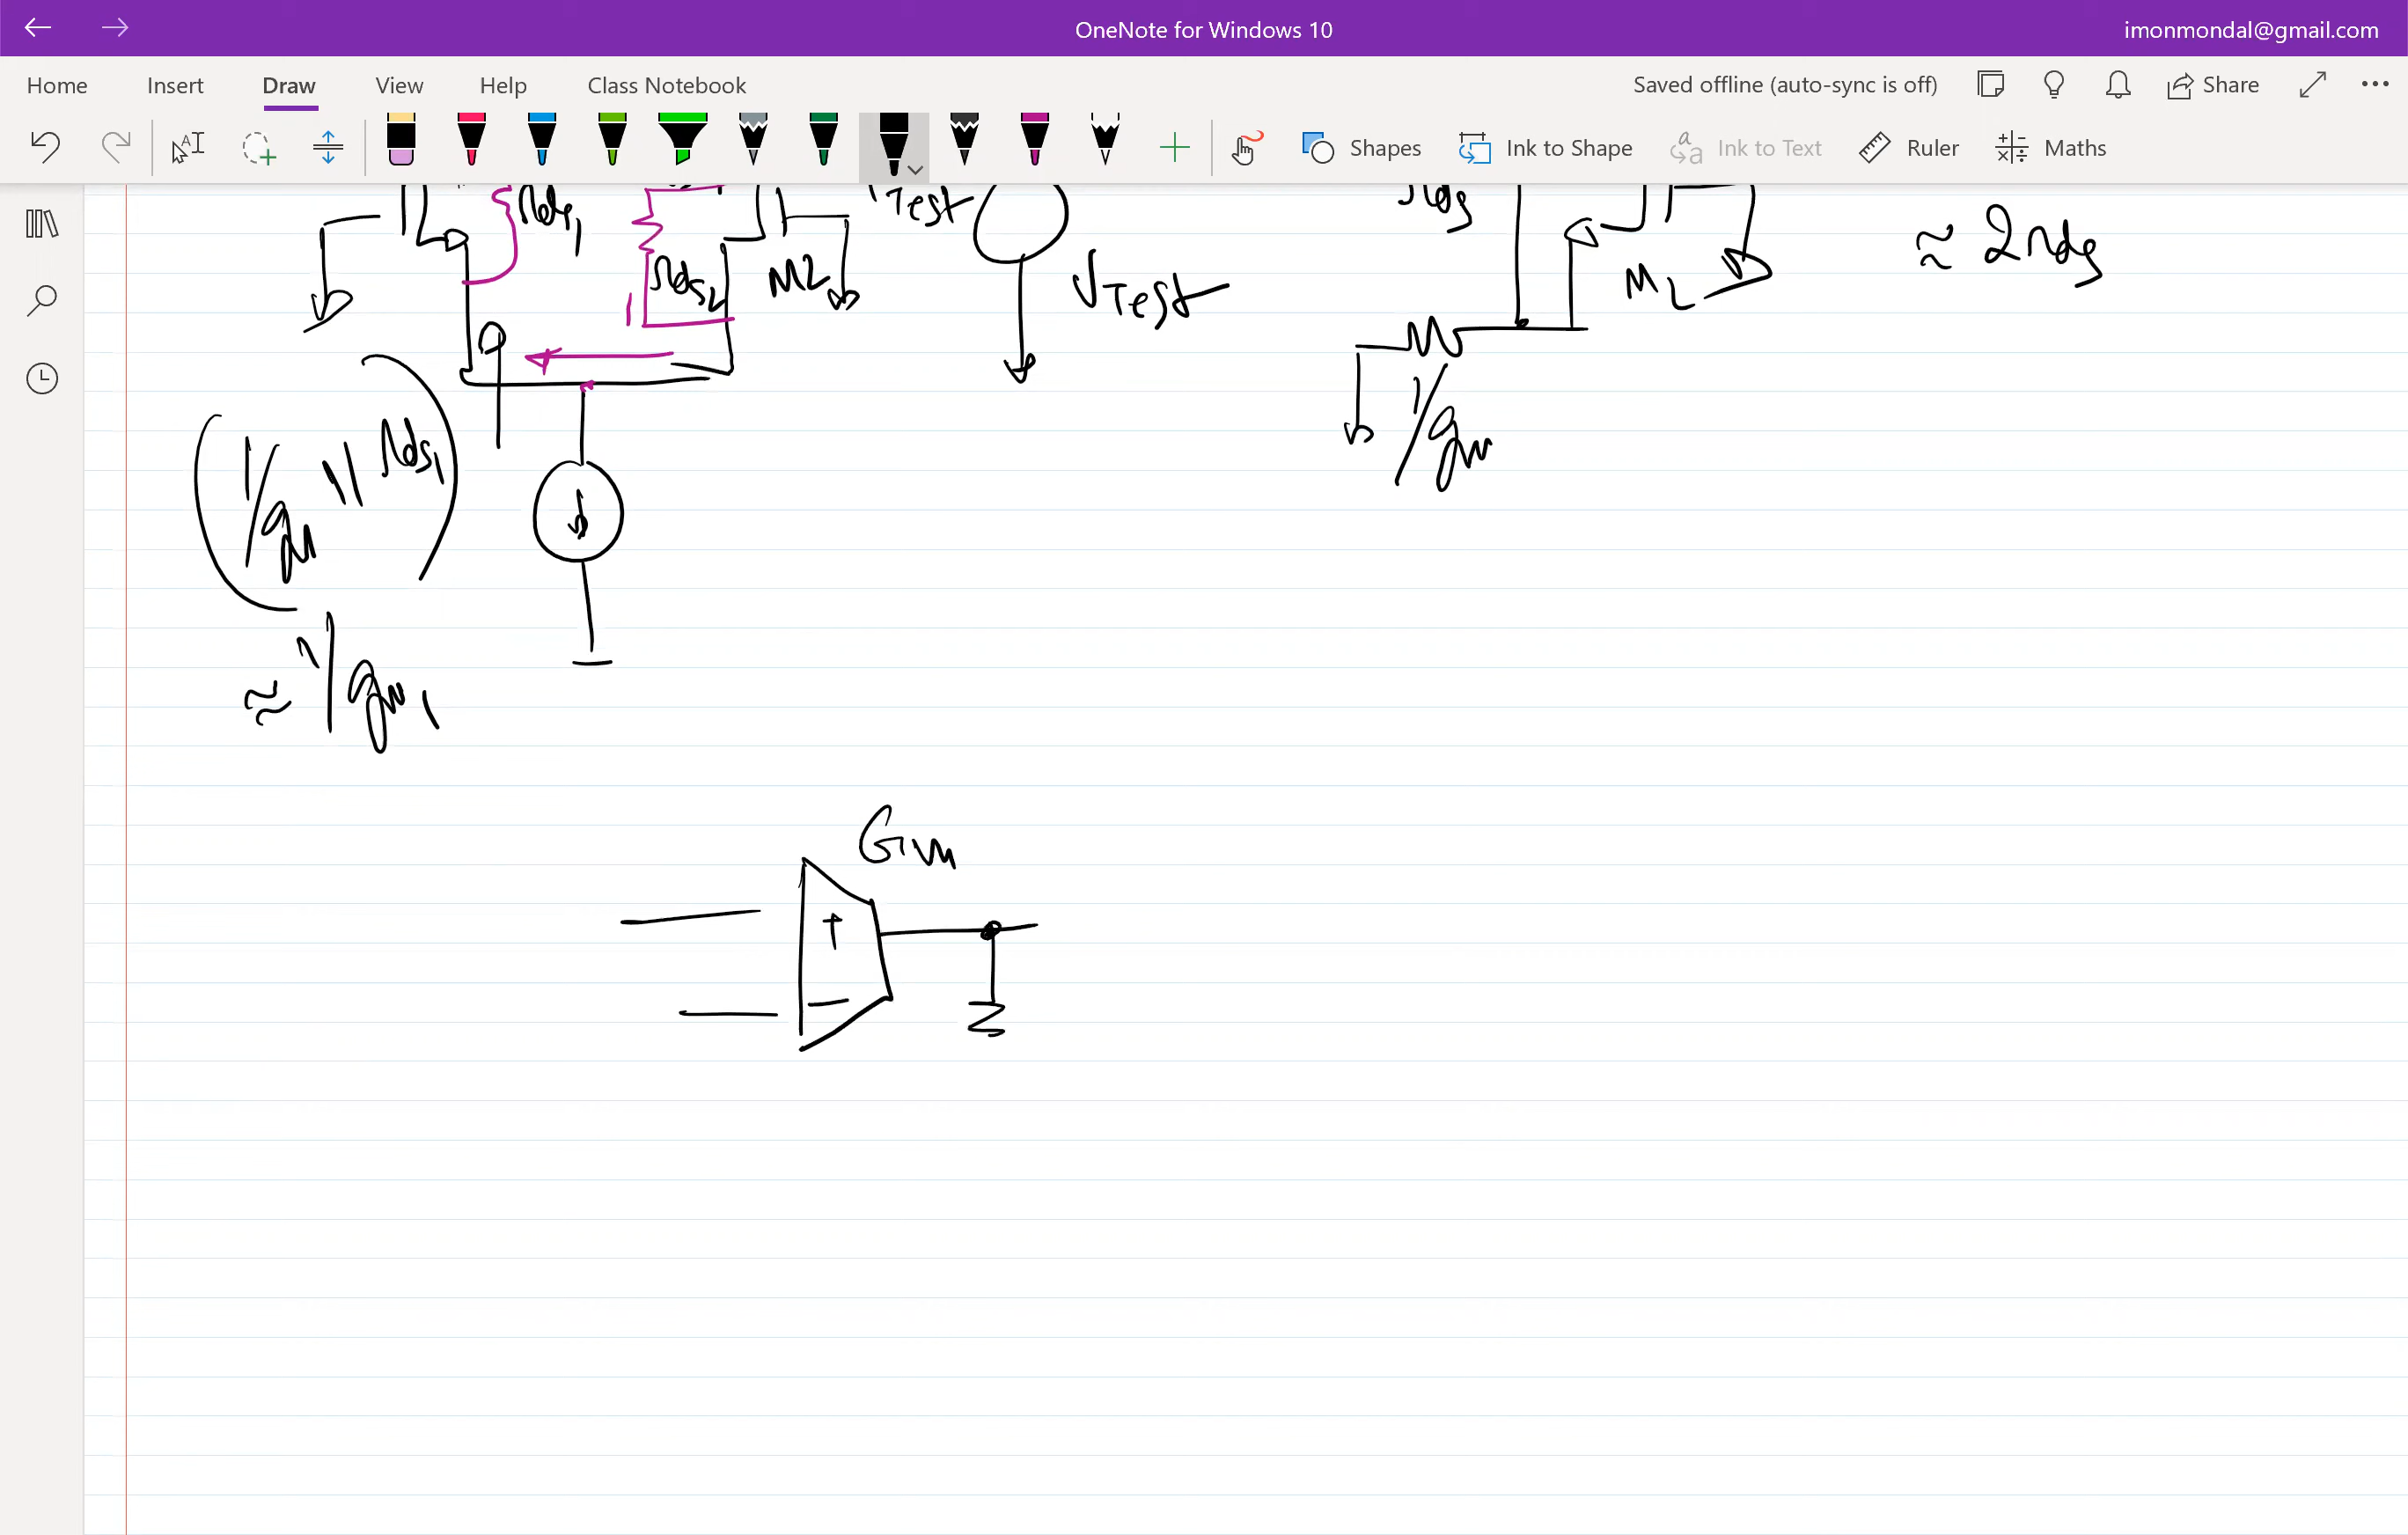 OneNote for Windows 10
imonmondal@gmail.com
Home Insert Draw View Help Class Notebook
Saved offline (auto-sync is off) Share
Shapes Ink to Shape Ink to Text Ruler Maths
rds1
rds2
M2
Test
VTest
rds
M2
≈ 2rds
1/gm
(1/gm || rds1)
≈ 1/gm1
Gm
+
−